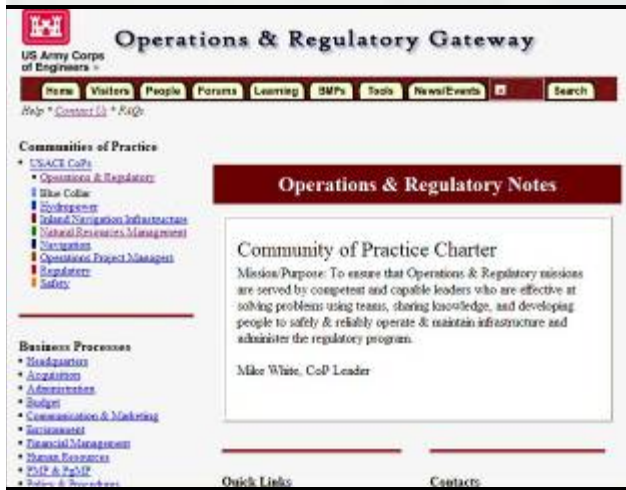 US Army Corps
of Engineers ®
Operations & Regulatory Gateway
Home Visitors People Forums Learning BMPs Tools News/Events Search
Help * Contact Us * FAQs
Communities of Practice
USACE CoPs
Operations & Regulatory
Blue Collar
Hydropower
Inland Navigation Infrastructure
Natural Resources Management
Navigation
Operations Project Managers
Regulatory
Safety
Business Processes
Headquarters
Acquisition
Administration
Budget
Communication & Marketing
Environment
Financial Management
Human Resources
PMP & PgMP
Policy & Procedures
Operations & Regulatory Notes
Community of Practice Charter
Mission/Purpose: To ensure that Operations & Regulatory missions
are served by competent and capable leaders who are effective at
solving problems using teams, sharing knowledge, and developing
people to safely & reliably operate & maintain infrastructure and
administer the regulatory program.
Mike White, CoP Leader
Quick Links
Contacts